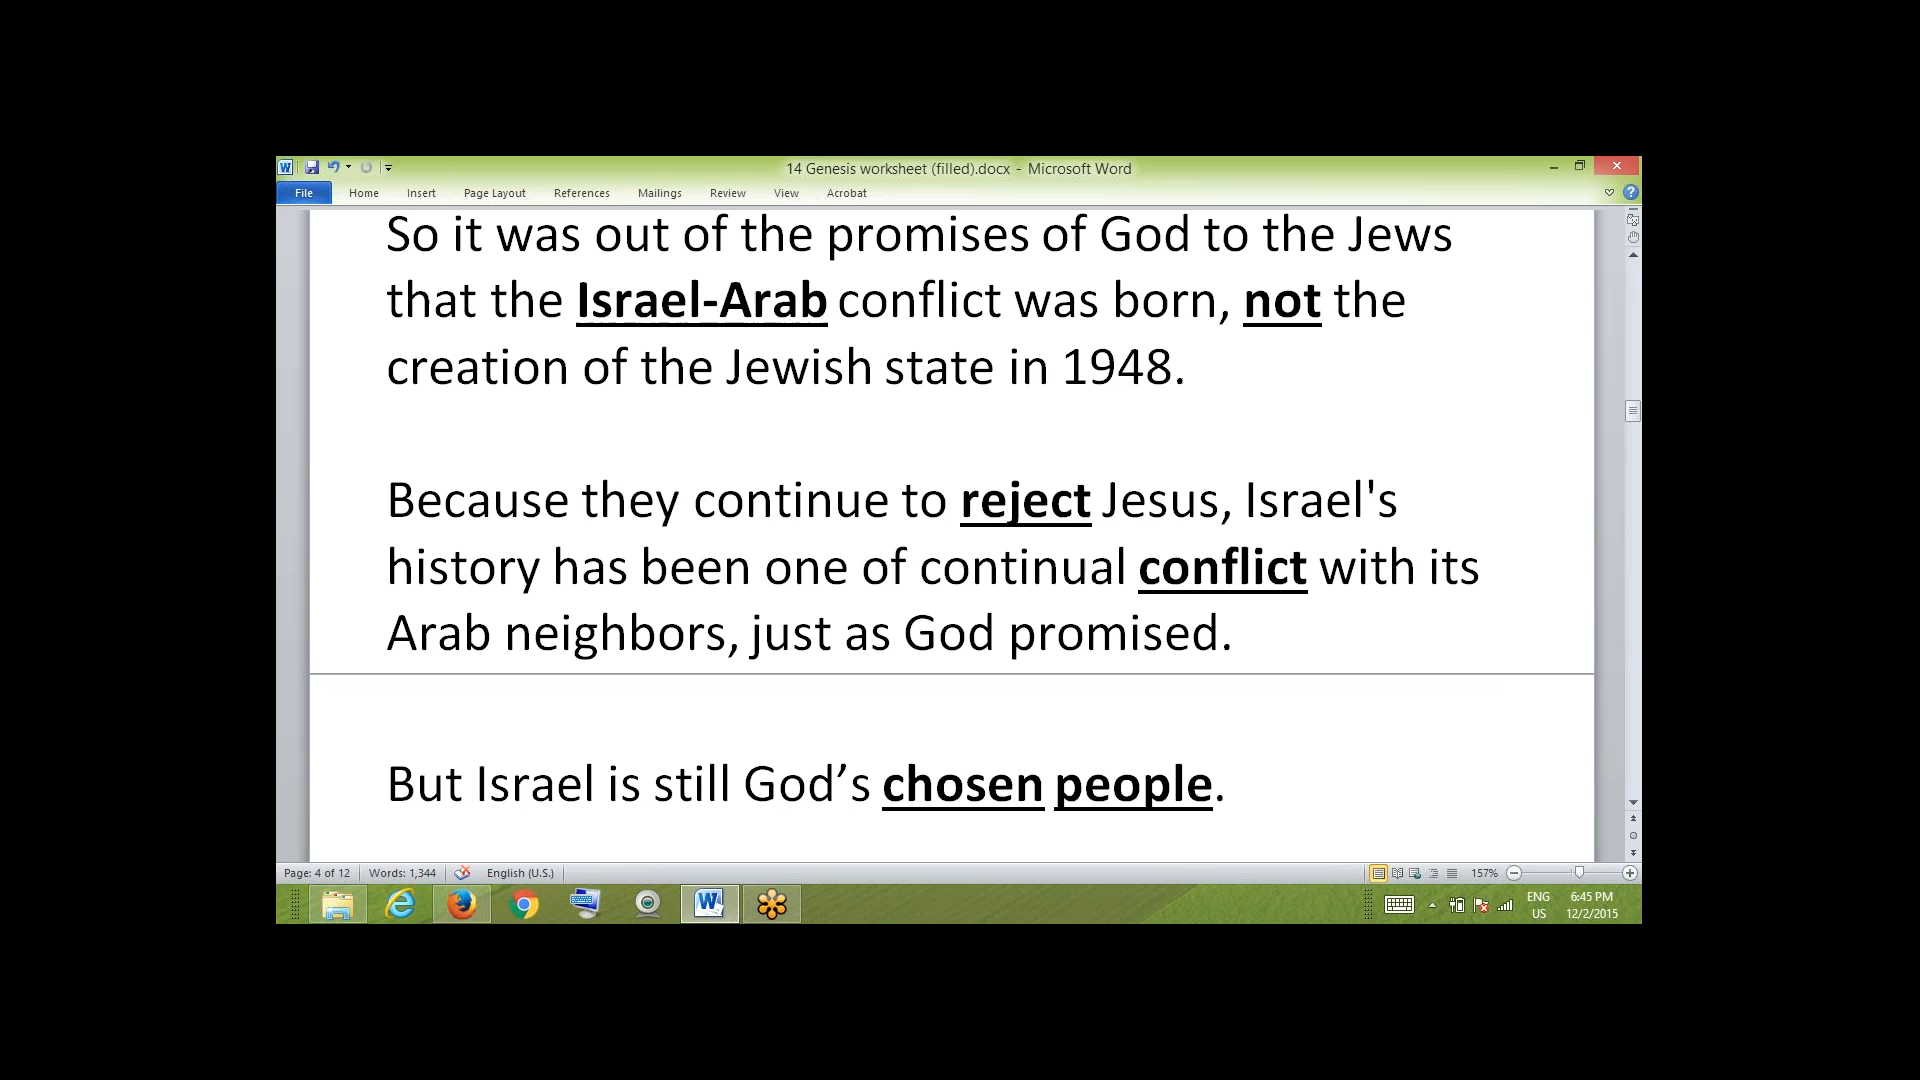 14 Genesis worksheet (filled).docx - Microsoft Word
File Home Insert Page Layout References Mailings Review View Acrobat
So it was out of the promises of God to the Jews
that the Israel-Arab conflict was born, not the
creation of the Jewish state in 1948.
Because they continue to reject Jesus, Israel's
history has been one of continual conflict with its
Arab neighbors, just as God promised.
But Israel is still God’s chosen people.
Page: 4 of 12 Words: 1,344 English (U.S.) 157%
ENG 6:45 PM
US 12/2/2015